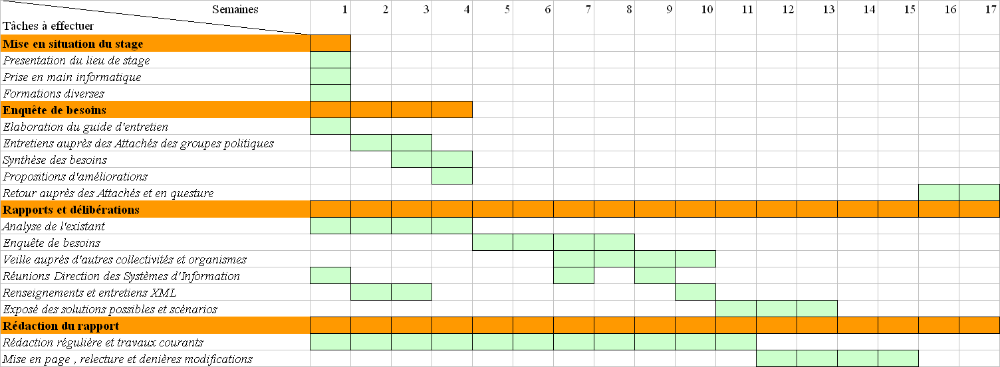 Semaines 1 2 3 4 5 6 7 8 9 10 11 12 13 14 15 16 17
Tâches à effectuer
Mise en situation du stage
Presentation du lieu de stage
Prise en main informatique
Formations diverses
Enquête de besoins
Elaboration du guide d'entretien
Entretiens auprès des Attachés des groupes politiques
Synthèse des besoins
Propositions d'améliorations
Retour auprès des Attachés et en questure
Rapports et délibérations
Analyse de l'existant
Enquête de besoins
Veille auprès d'autres collectivités et organismes
Réunions Direction des Systèmes d'Information
Renseignements et entretiens XML
Exposé des solutions possibles et scénarios
Rédaction du rapport
Rédaction régulière et travaux courants
Mise en page , relecture et denières modifications